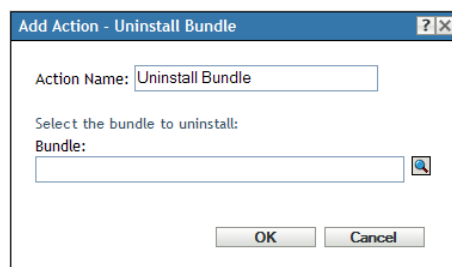 Add Action - Uninstall Bundle ?
Action Name: Uninstall Bundle
Select the bundle to uninstall:
Bundle:
OK Cancel